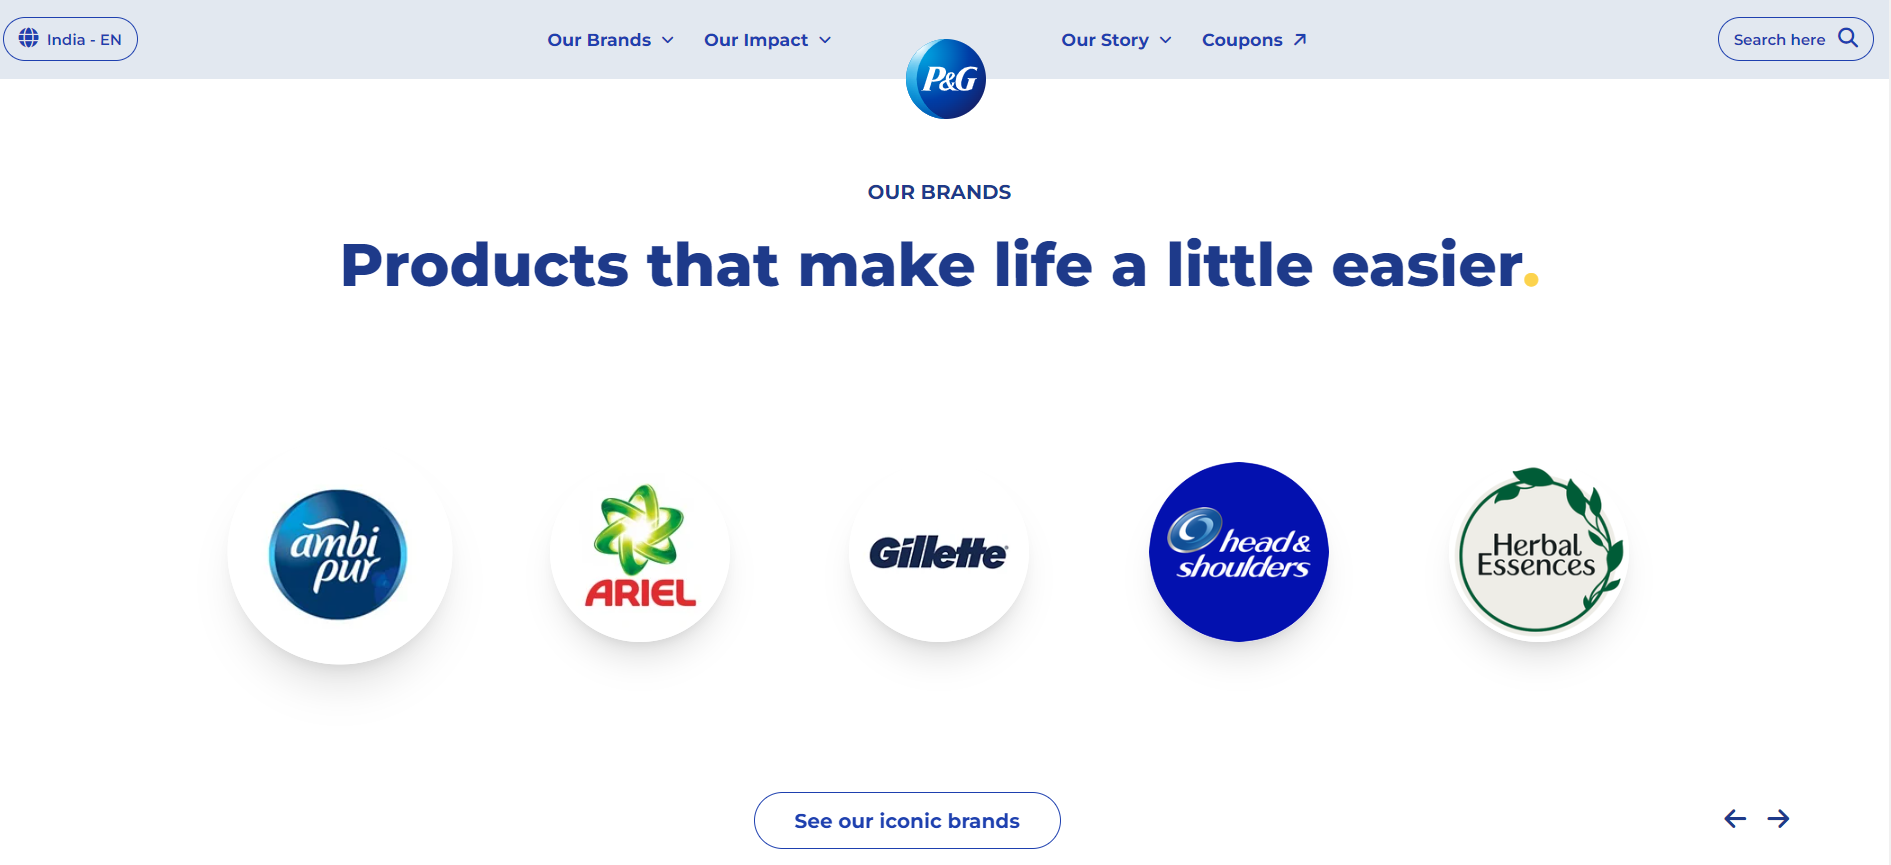 India - EN
Our Brands
Our Impact
P&G
Our Story
Coupons
Search here
OUR BRANDS
Products that make life a little easier.
ambi
pur
ARIEL
Gillette
head&
shoulders
Herbal
Essences
See our iconic brands